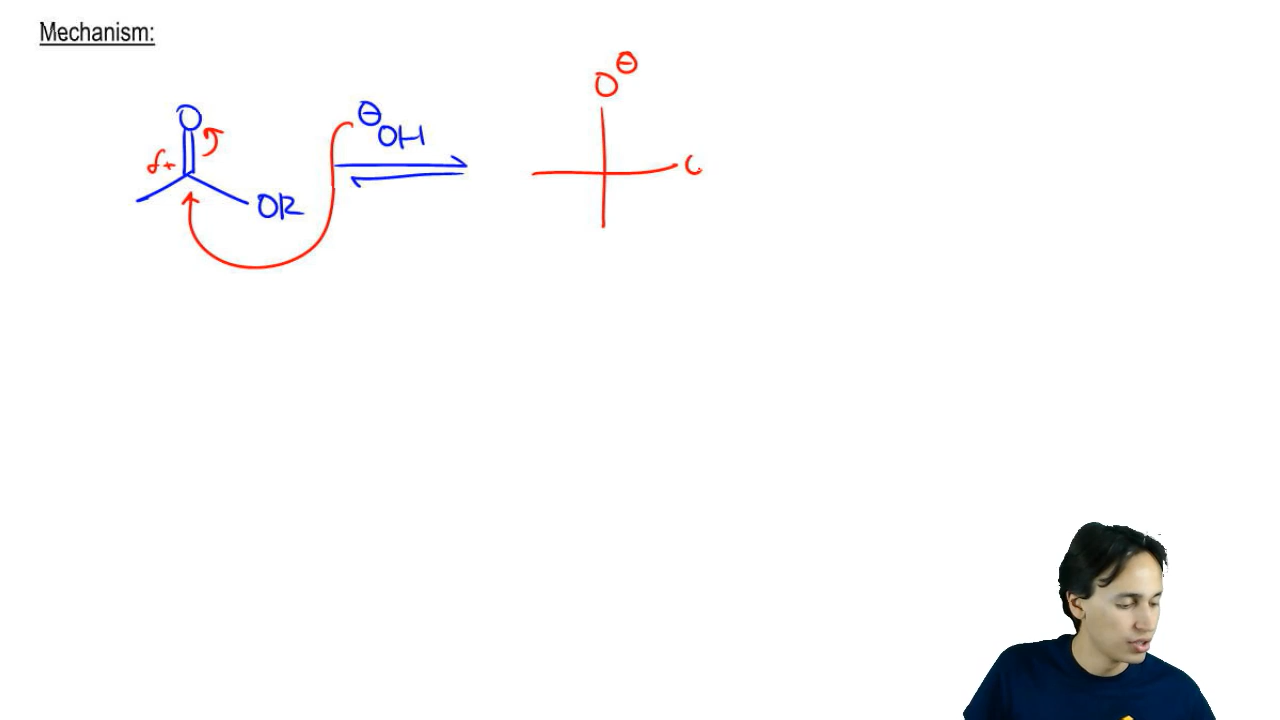 Mechanism:
O⊖
O
⊖OH
δ+
OR